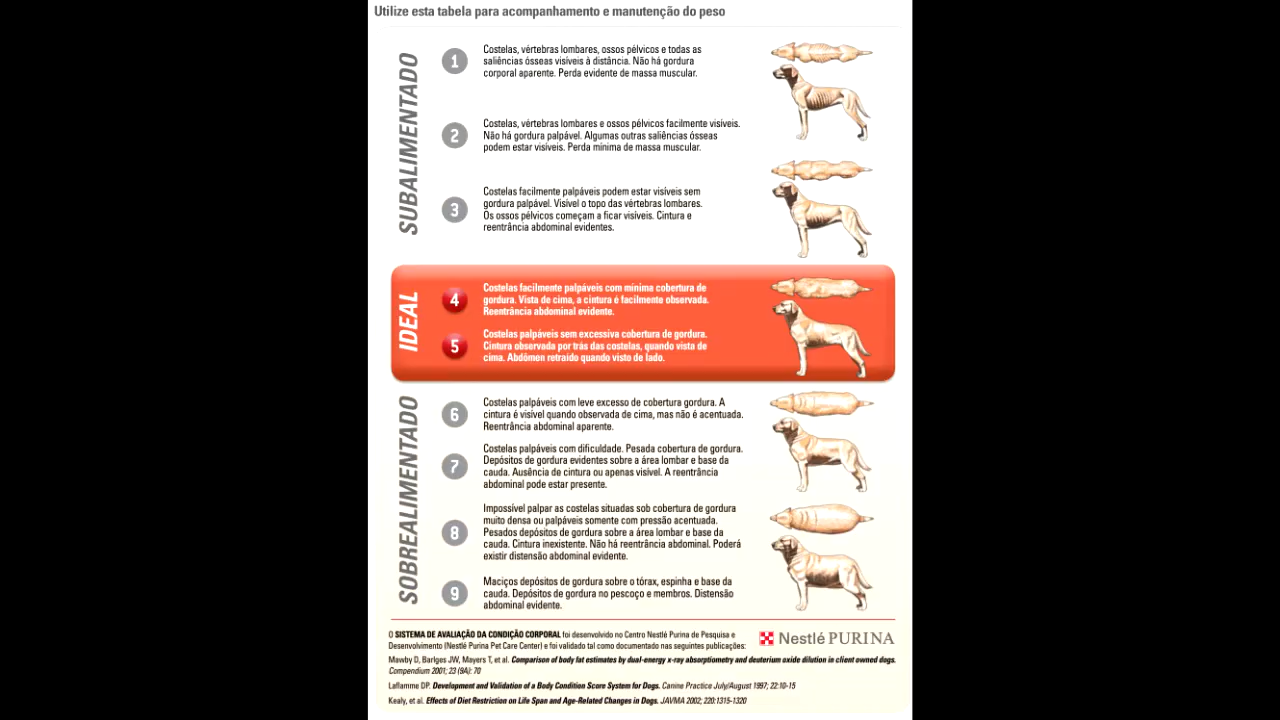 Utilize esta tabela para acompanhamento e manutenção do peso
SUBALIMENTADO
1
Costelas, vértebras lombares, ossos pélvicos e todas as
saliências ósseas visíveis à distância. Não há gordura
corporal aparente. Perda evidente de massa muscular.
2
Costelas, vértebras lombares e ossos pélvicos facilmente visíveis.
Não há gordura palpável. Algumas outras saliências ósseas
podem estar visíveis. Perda mínima de massa muscular.
3
Costelas facilmente palpáveis podem estar visíveis sem
gordura palpável. Visível o topo das vértebras lombares.
Os ossos pélvicos começam a ficar visíveis. Cintura e
reentrância abdominal evidentes.
IDEAL
4
Costelas facilmente palpáveis com mínima cobertura de
gordura. Vista de cima, a cintura é facilmente observada.
Reentrância abdominal evidente.
5
Costelas palpáveis sem excessiva cobertura de gordura.
Cintura observada por trás das costelas, quando vista de
cima. Abdômen retraído quando visto de lado.
SOBREALIMENTADO
6
Costelas palpáveis com leve excesso de cobertura gordura. A
cintura é visível quando observada de cima, mas não é acentuada.
Reentrância abdominal aparente.
7
Costelas palpáveis com dificuldade. Pesada cobertura de gordura.
Depósitos de gordura evidentes sobre a área lombar e base da
cauda. Ausência de cintura ou apenas visível. A reentrância
abdominal pode estar presente.
8
Impossível palpar as costelas situadas sob cobertura de gordura
muito densa ou palpáveis somente com pressão acentuada.
Pesados depósitos de gordura sobre a área lombar e base da
cauda. Cintura inexistente. Não há reentrância abdominal. Poderá
existir distensão abdominal evidente.
9
Maciços depósitos de gordura sobre o tórax, espinha e base da
cauda. Depósitos de gordura no pescoço e membros. Distensão
abdominal evidente.
O SISTEMA DE AVALIAÇÃO DA CONDIÇÃO CORPORAL foi desenvolvido no Centro Nestlé Purina de Pesquisa e
Desenvolvimento (Nestlé Purina Pet Care Center) e foi validado tal como documentado nas seguintes publicações:
Nestlé PURINA
Mawby D, Barlges JW, Mayers T, et al. Comparison of body fat estimates by dual-energy x-ray absorptiometry and deuterium oxide dilution in client owned dogs.
Compendium 2001; 23 (9A): 70
Laflamme DP. Development and Validation of a Body Condition Score System for Dogs. Canine Practice July/August 1997; 22:10-15
Kealy, et al. Effects of Diet Restriction on Life Span and Age-Related Changes in Dogs. JAVMA 2002; 220:1315-1320